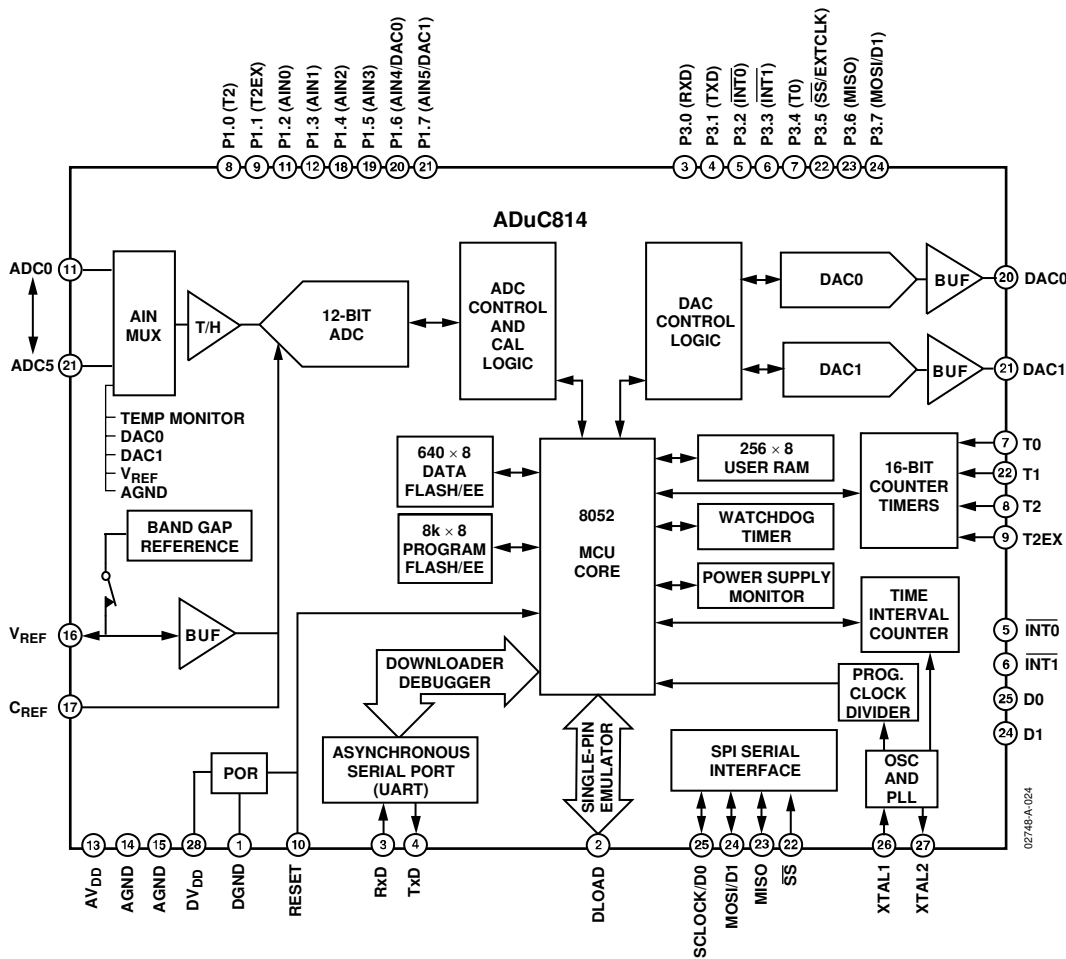 P1.0 (T2)
P1.1 (T2EX)
P1.2 (AIN0)
P1.3 (AIN1)
P1.4 (AIN2)
P1.5 (AIN3)
P1.6 (AIN4/DAC0)
P1.7 (AIN5/DAC1)
P3.0 (RXD)
P3.1 (TXD)
P3.2 (I̅N̅T̅0̅)
P3.3 (I̅N̅T̅1̅)
P3.4 (T0)
P3.5 (S̅S̅/EXTCLK)
P3.6 (MISO)
P3.7 (MOSI/D1)
8 9 11 12 18 19 20 21
3 4 5 6 7 22 23 24
ADuC814
ADC0
11
ADC5
21
AIN
MUX
T/H
12-BIT
ADC
ADC
CONTROL
AND
CAL
LOGIC
DAC
CONTROL
LOGIC
DAC0
BUF
20
DAC0
DAC1
BUF
21
DAC1
TEMP MONITOR
DAC0
DAC1
VREF
AGND
BAND GAP
REFERENCE
640 × 8
DATA
FLASH/EE
8k × 8
PROGRAM
FLASH/EE
8052
MCU
CORE
256 × 8
USER RAM
WATCHDOG
TIMER
POWER SUPPLY
MONITOR
16-BIT
COUNTER
TIMERS
7
T0
22
T1
8
T2
9
T2EX
TIME
INTERVAL
COUNTER
5
I̅N̅T̅0̅
6
I̅N̅T̅1̅
25
D0
24
D1
VREF
16
BUF
CREF
17
DOWNLOADER
DEBUGGER
ASYNCHRONOUS
SERIAL PORT
(UART)
POR
SINGLE-PIN
EMULATOR
SPI SERIAL
INTERFACE
PROG.
CLOCK
DIVIDER
OSC
AND
PLL
13 14 15 28 1 10 3 4 2 25 24 23 22 26 27
AVDD
AGND
AGND
DVDD
DGND
RESET
RxD
TxD
DLOAD
SCLOCK/D0
MOSI/D1
MISO
S̅S̅
XTAL1
XTAL2
02748-A-024